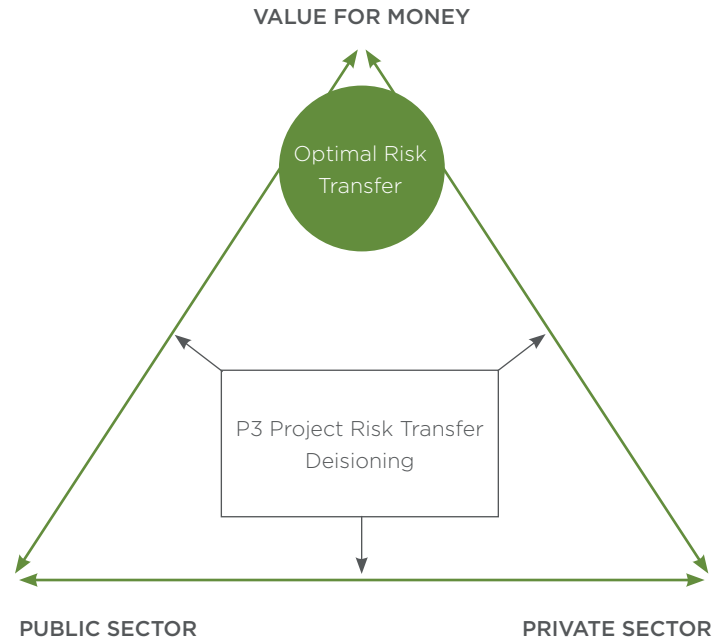 VALUE FOR MONEY
Optimal Risk
Transfer
P3 Project Risk Transfer
Deisioning
PUBLIC SECTOR
PRIVATE SECTOR